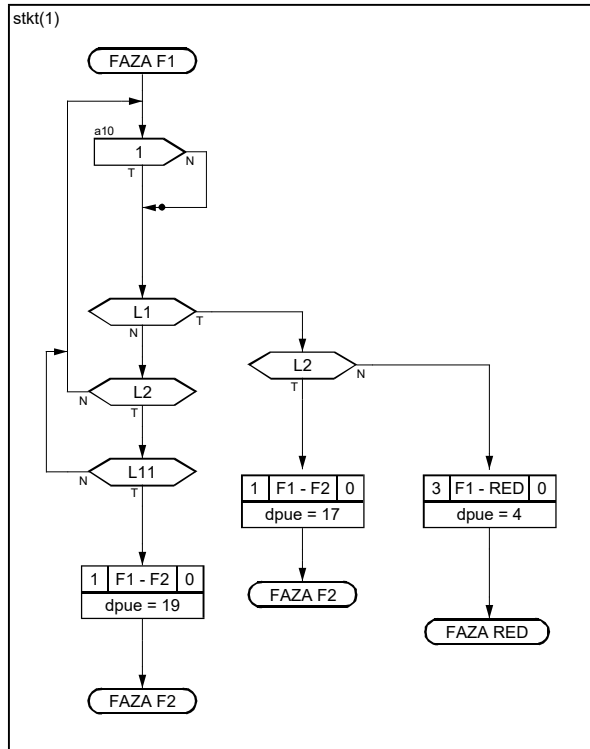 stkt(1)
FAZA F1
a10
1
N
T
L1
T
N
L2
N
T
L2
N
T
L11
N
T
1 F1 - F2 0
dpue = 17
3 F1 - RED 0
dpue = 4
1 F1 - F2 0
dpue = 19
FAZA F2
FAZA RED
FAZA F2